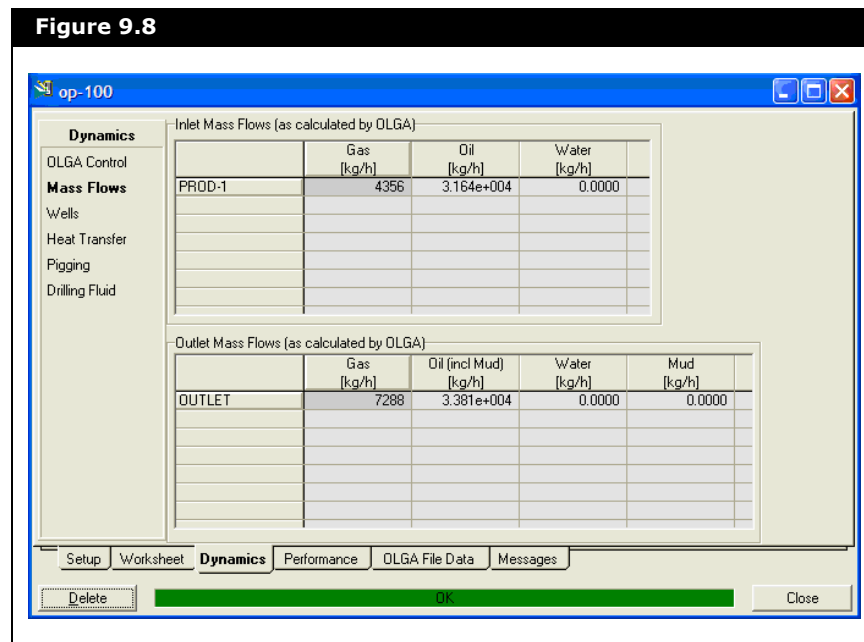 Figure 9.8
op-100
Dynamics
OLGA Control
Mass Flows
Wells
Heat Transfer
Pigging
Drilling Fluid
Inlet Mass Flows (as calculated by OLGA)
Gas [kg/h] Oil [kg/h] Water [kg/h]
PROD-1 4356 3.164e+004 0.0000
Outlet Mass Flows (as calculated by OLGA)
Gas [kg/h] Oil (incl Mud) [kg/h] Water [kg/h] Mud [kg/h]
OUTLET 7288 3.381e+004 0.0000 0.0000
Setup Worksheet Dynamics Performance OLGA File Data Messages
Delete OK Close